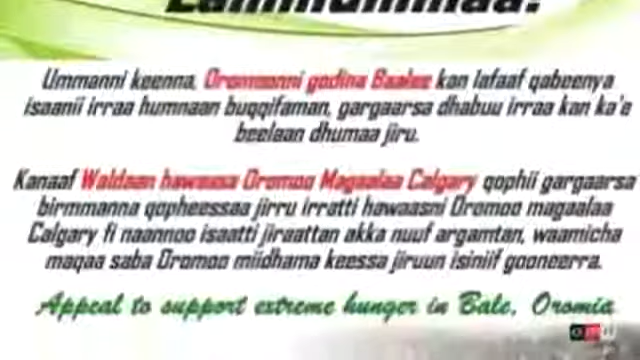 Ummanni keenna, Oromoonni godina Baalee kan lafaaf qabeenya
isaanii irraa humnaan buqqifaman, gargaarsa dhabuu irraa kan ka'e
beelaan dhumaa jiru.
Kanaaf Waldaan hawaasa Oromoo Magaalaa Calgary qophii gargaarsa
birmmanna qopheessaa jirru irratti hawaasni Oromoo magaalaa
Calgary fi naannoo isaatti jiraattan akka nuuf argamtan, waamicha
maqaa saba Oromoo miidhama keessa jiruun isiniif gooneerra.
Appeal to support extreme hunger in Bale, Oromia